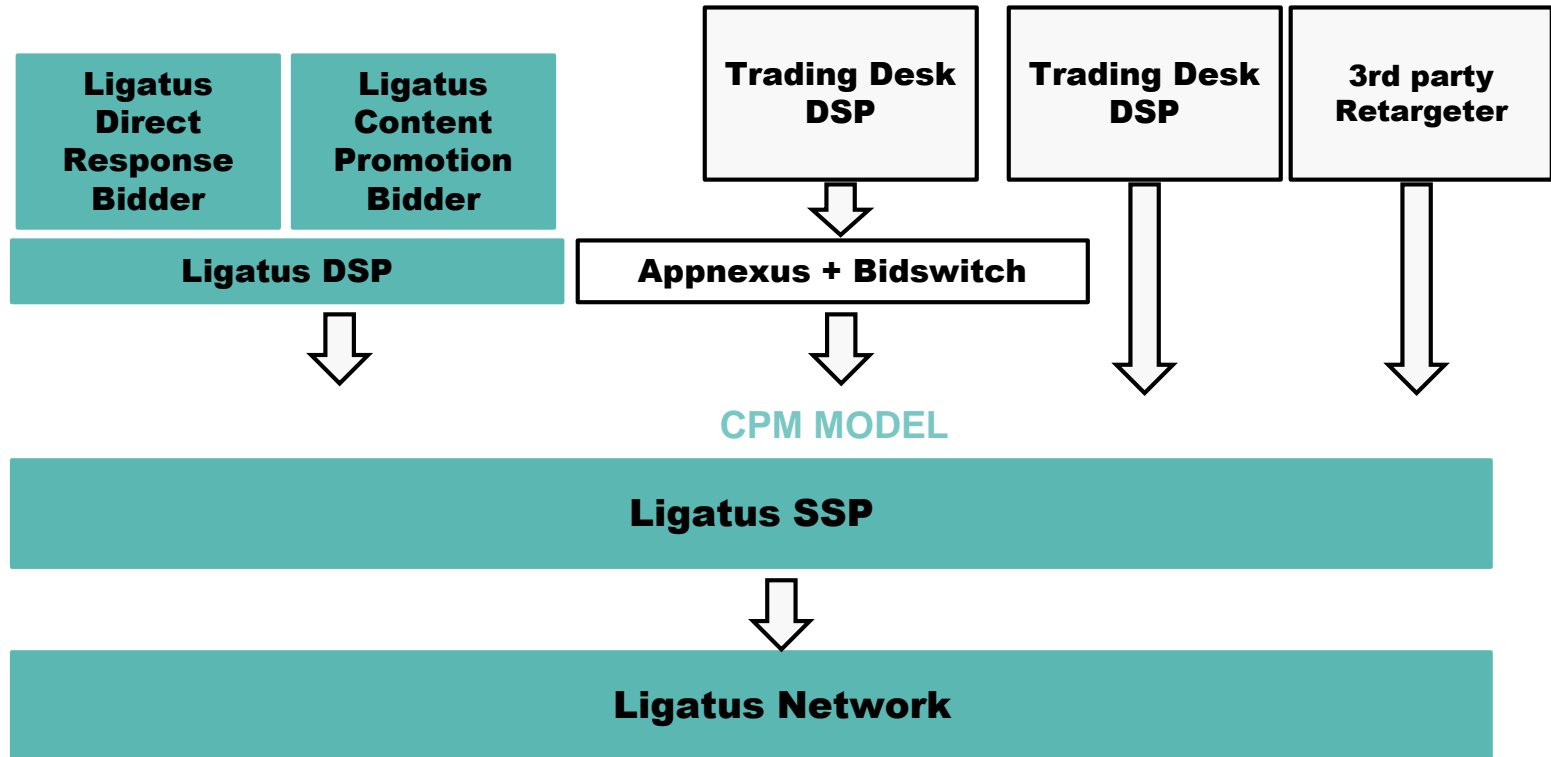 Ligatus
Direct
Response
Bidder
Ligatus
Content
Promotion
Bidder
Trading Desk
DSP
Trading Desk
DSP
3rd party
Retargeter
Ligatus DSP
Appnexus + Bidswitch
CPM MODEL
Ligatus SSP
Ligatus Network